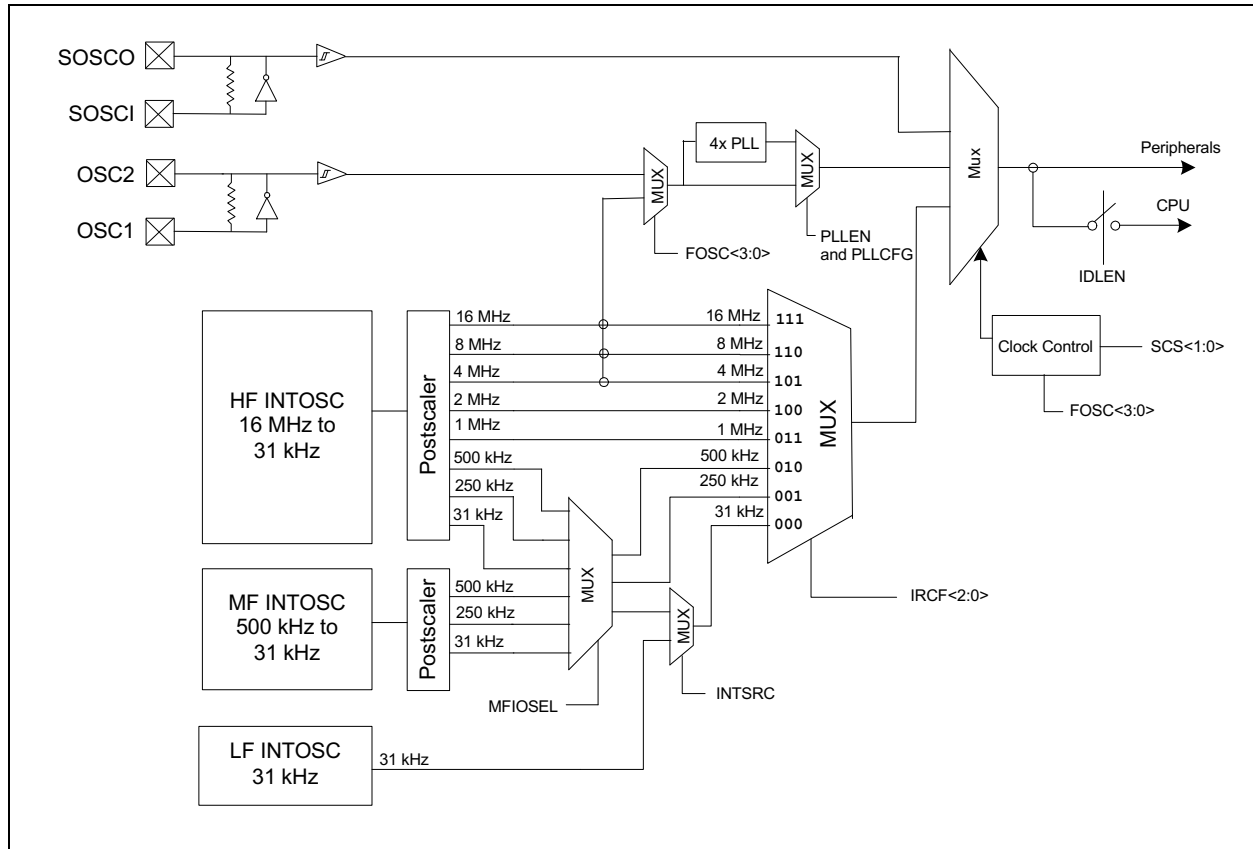 SOSCO
SOSCI
OSC2
OSC1
4x PLL
MUX
MUX
Mux
Peripherals
CPU
FOSC<3:0>
PLLEN
and PLLCFG
IDLEN
Clock Control
SCS<1:0>
FOSC<3:0>
HF INTOSC
16 MHz to
31 kHz
Postscaler
16 MHz
8 MHz
4 MHz
2 MHz
1 MHz
500 kHz
250 kHz
31 kHz
16 MHz
8 MHz
4 MHz
2 MHz
1 MHz
500 kHz
250 kHz
31 kHz
111
110
101
100
011
010
001
000
MUX
IRCF<2:0>
MF INTOSC
500 kHz to
31 kHz
Postscaler
500 kHz
250 kHz
31 kHz
MUX
MUX
MFIOSEL
INTSRC
LF INTOSC
31 kHz
31 kHz